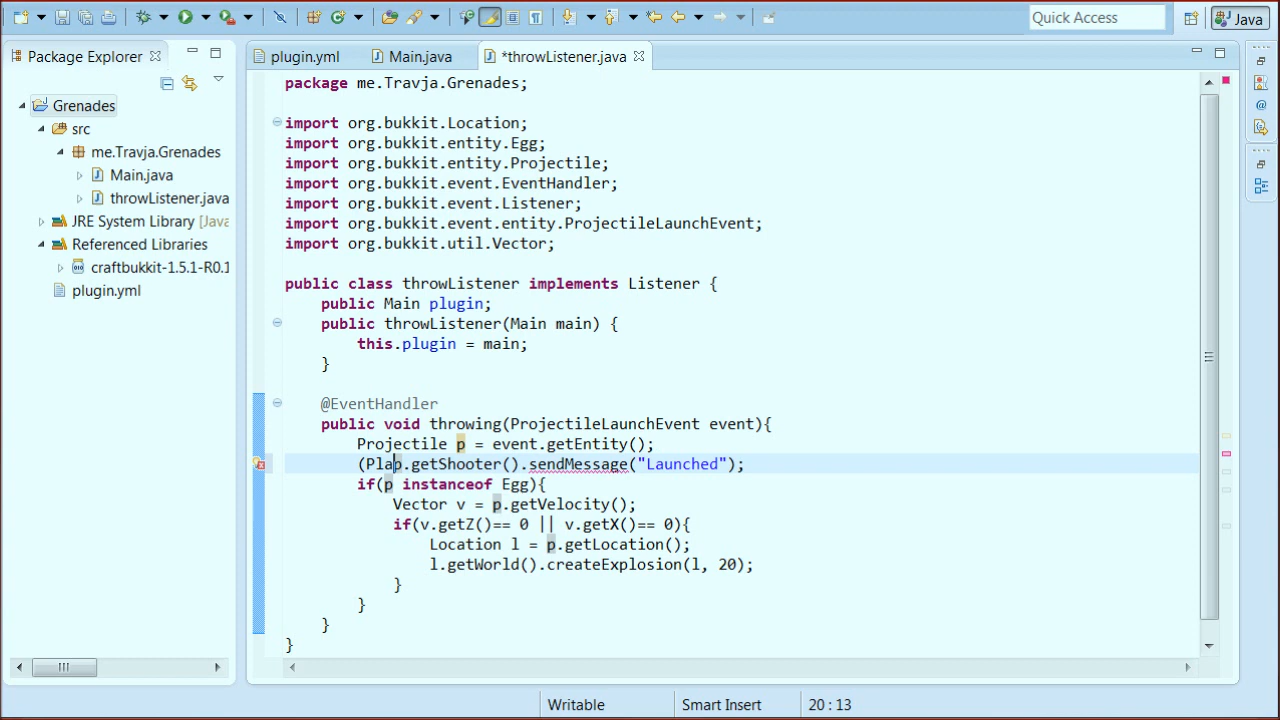 Quick Access
Java
Package Explorer
plugin.yml
Main.java
*throwListener.java
Grenades
src
me.Travja.Grenades
Main.java
throwListener.java
JRE System Library [Java
Referenced Libraries
craftbukkit-1.5.1-R0.1
plugin.yml
package me.Travja.Grenades;
import org.bukkit.Location;
import org.bukkit.entity.Egg;
import org.bukkit.entity.Projectile;
import org.bukkit.event.EventHandler;
import org.bukkit.event.Listener;
import org.bukkit.event.entity.ProjectileLaunchEvent;
import org.bukkit.util.Vector;
public class throwListener implements Listener {
public Main plugin;
public throwListener(Main main) {
this.plugin = main;
}
@EventHandler
public void throwing(ProjectileLaunchEvent event){
Projectile p = event.getEntity();
(Plap.getShooter().sendMessage("Launched");
if(p instanceof Egg){
Vector v = p.getVelocity();
if(v.getZ()== 0 || v.getX()== 0){
Location l = p.getLocation();
l.getWorld().createExplosion(l, 20);
}
}
}
}
Writable
Smart Insert
20 : 13